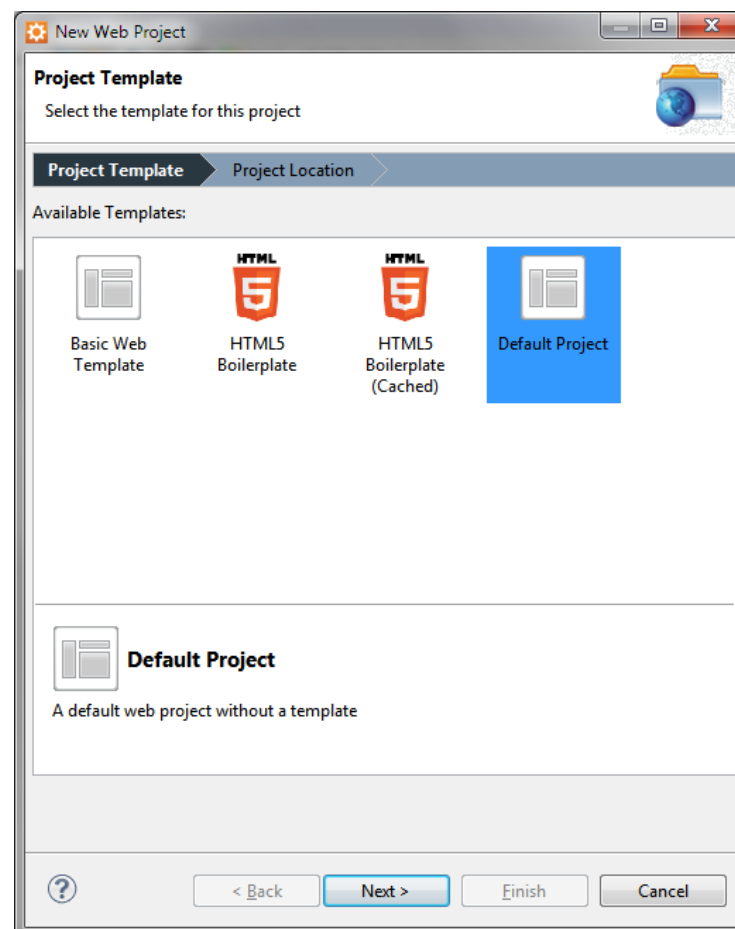 New Web Project
Project Template
Select the template for this project
Project Template
Project Location
Available Templates:
HTML
5
Basic Web
Template
HTML5
Boilerplate
HTML
5
HTML5
Boilerplate
(Cached)
Default Project
Default Project
A default web project without a template
?
< Back
Next >
Finish
Cancel